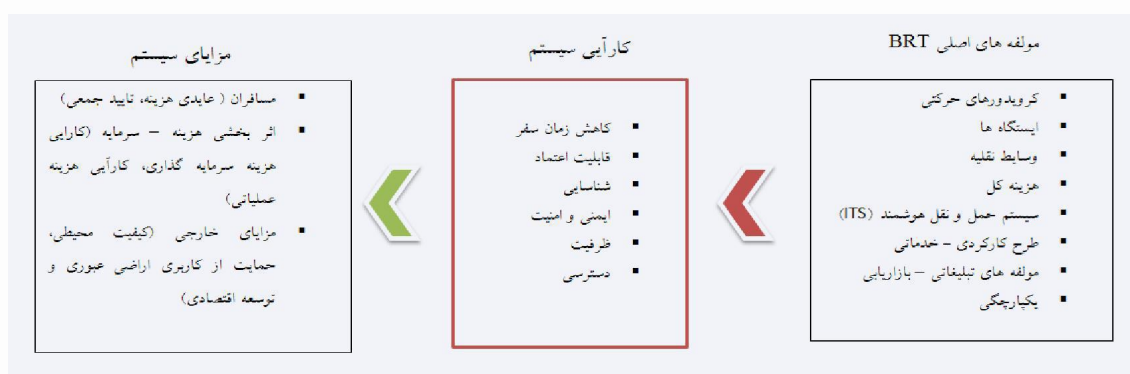 مولفه های اصلی BRT
کرویدورهای حرکتی
ایستگاه ها
وسایط نقلیه
هزینه کل
سیستم حمل و نقل هوشمند (ITS)
طرح کارکردی – خدماتی
مولفه های تبلیغاتی – بازاریابی
یکپارچگی
کارآیی سیستم
کاهش زمان سفر
قابلیت اعتماد
شناسایی
ایمنی و امنیت
ظرفیت
دسترسی
مزایای سیستم
مسافران ( عایدی هزینه، تایید جمعی)
اثر بخشی هزینه – سرمایه (کارایی
هزینه سرمایه گذاری، کارآیی هزینه
عملیاتی)
مزایای خارجی (کیفیت محیطی،
حمایت از کاربری اراضی عبوری و
توسعه اقتصادی)